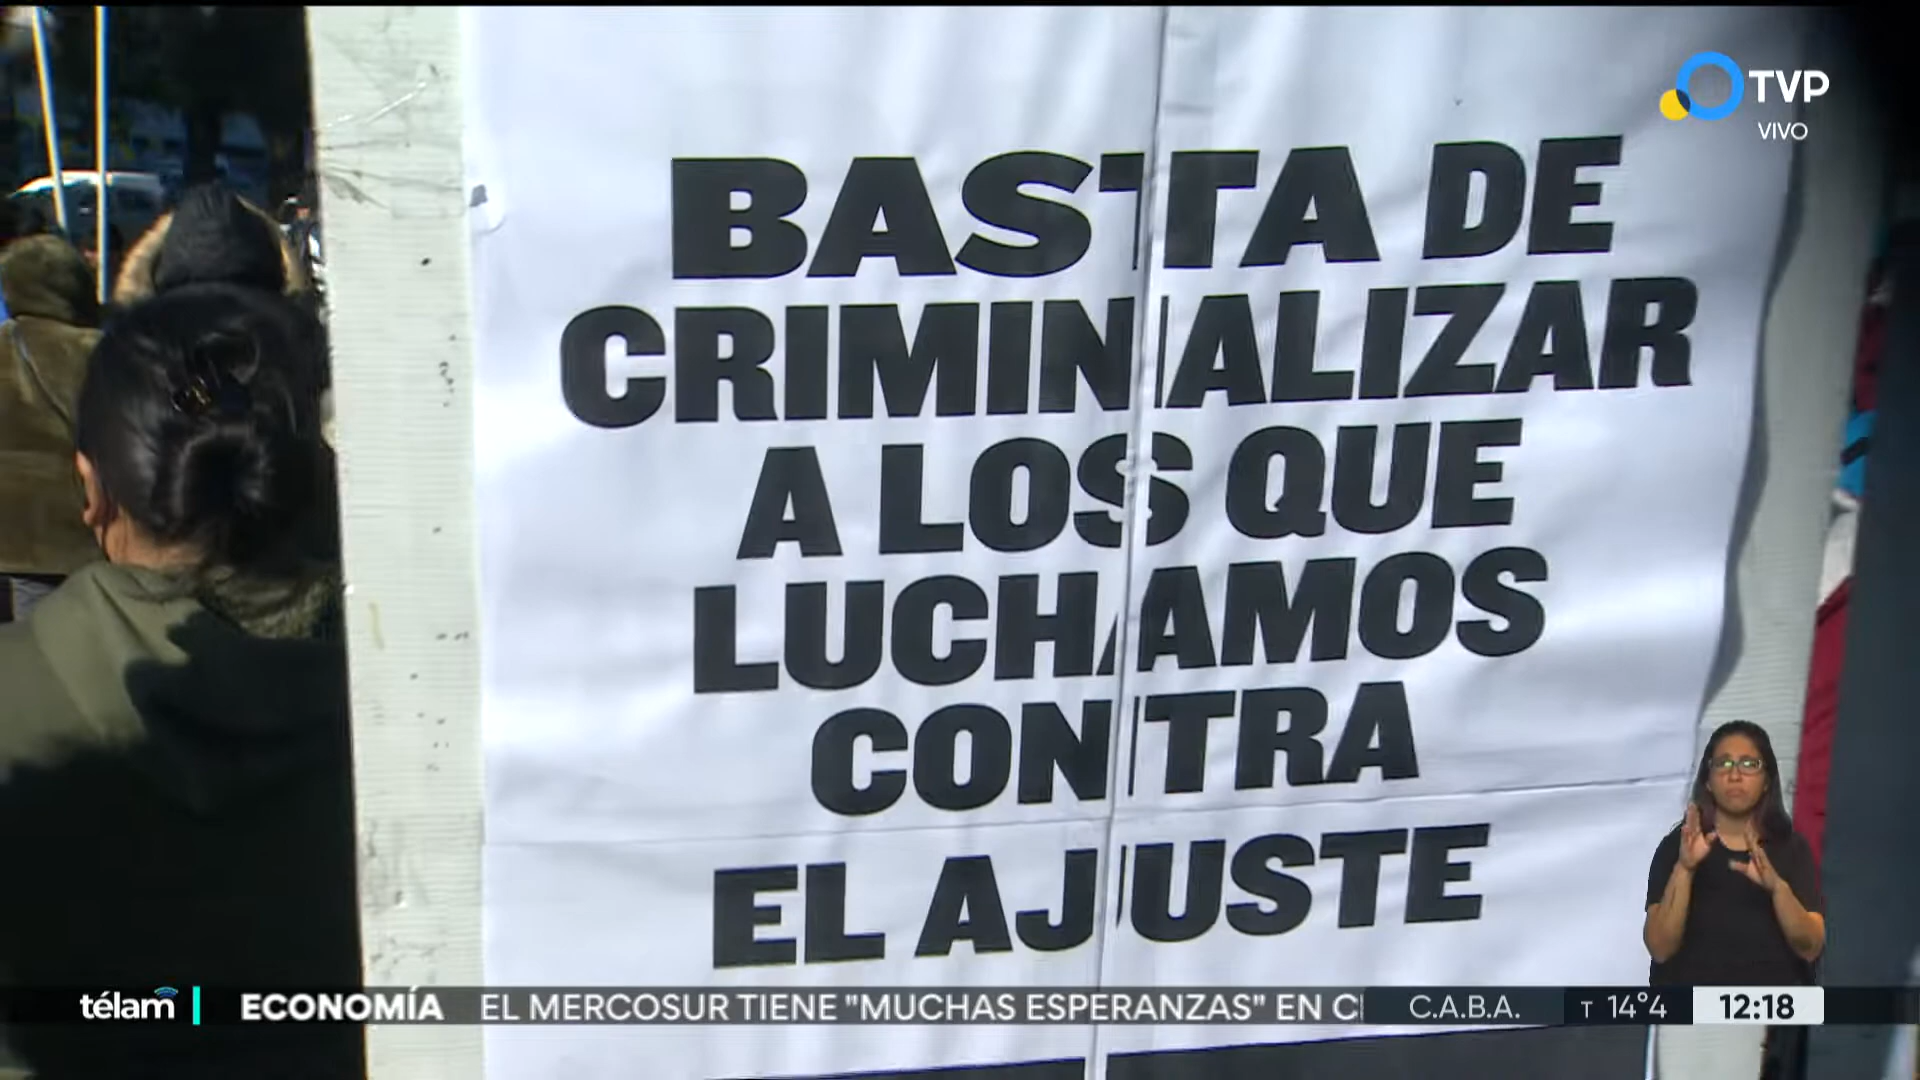 TVP
VIVO
BASTA DE
CRIMINALIZAR
A LOS QUE
LUCHAMOS
CONTRA
EL AJUSTE
télam
ECONOMÍA EL MERCOSUR TIENE "MUCHAS ESPERANZAS" EN
C.A.B.A. T 14°4 12:18